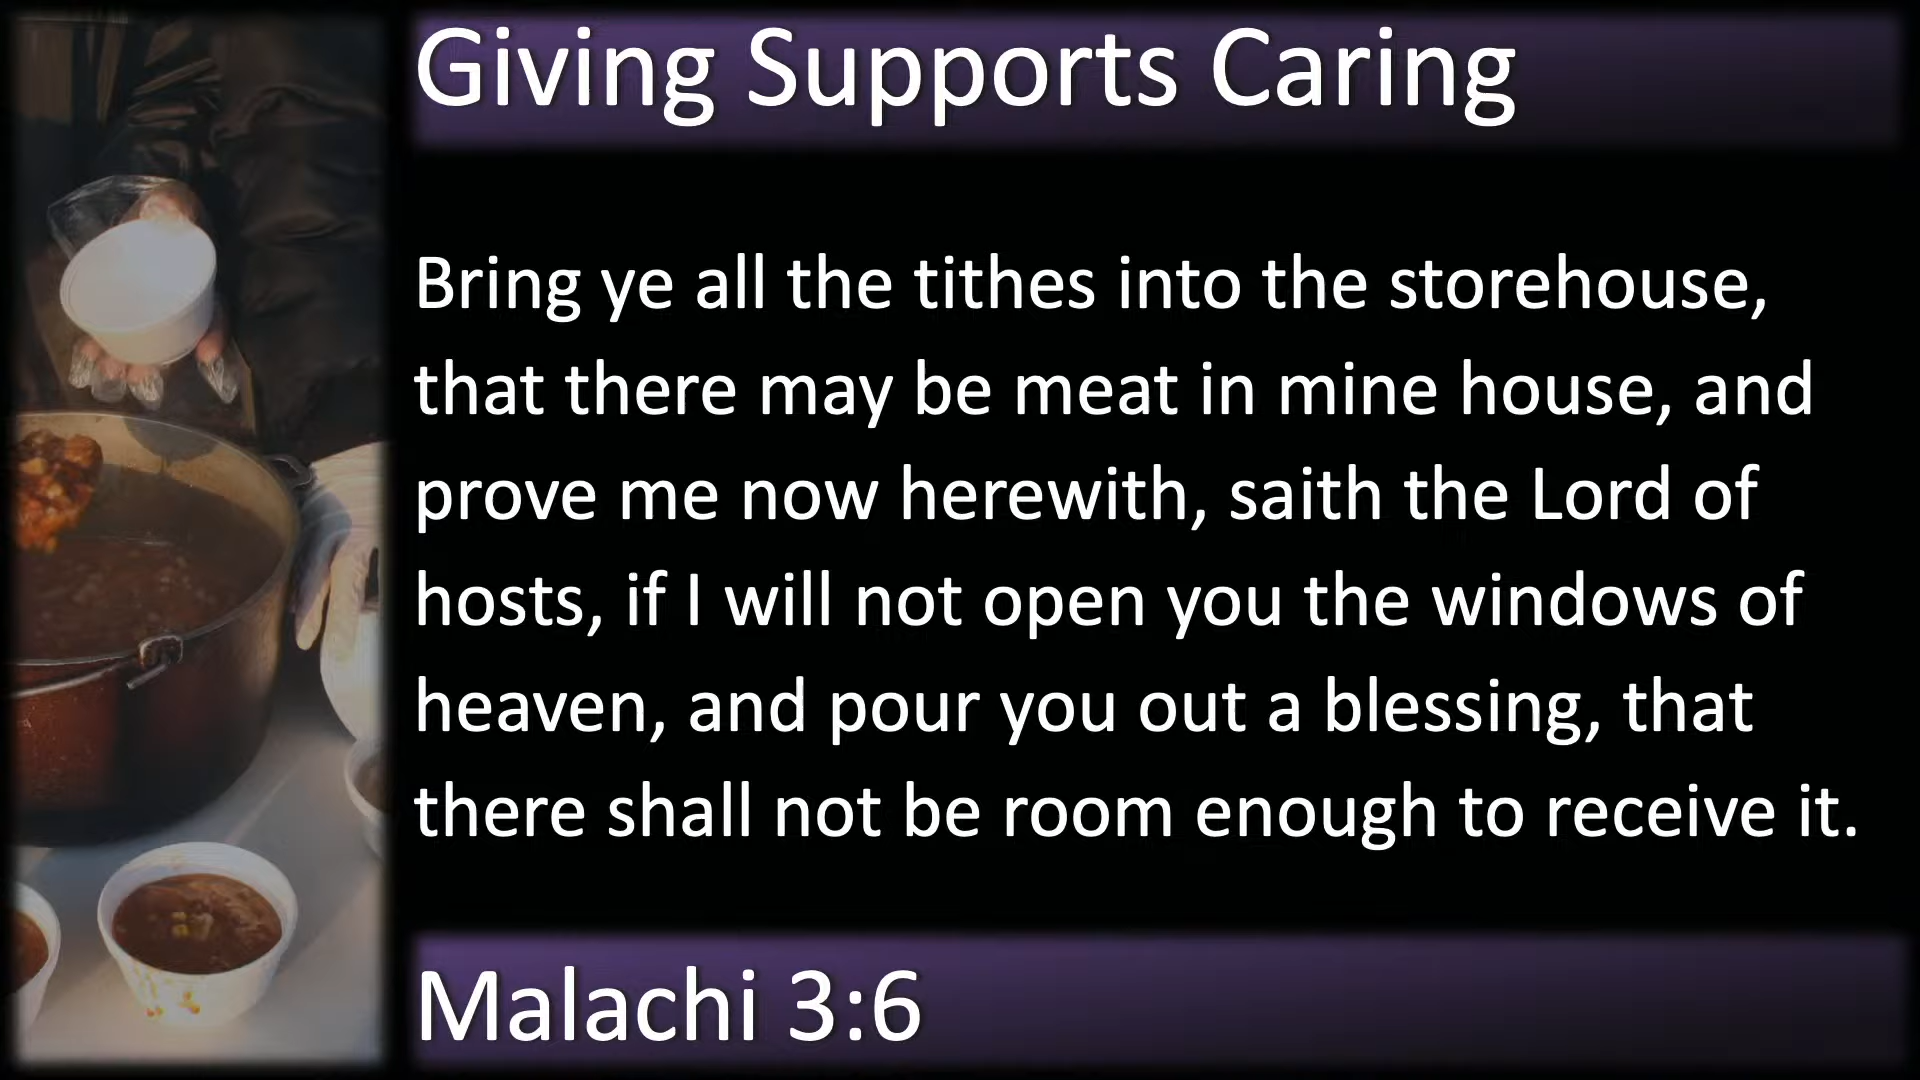 Giving Supports Caring
Bring ye all the tithes into the storehouse,
that there may be meat in mine house, and
prove me now herewith, saith the Lord of
hosts, if I will not open you the windows of
heaven, and pour you out a blessing, that
there shall not be room enough to receive it.
Malachi 3:6